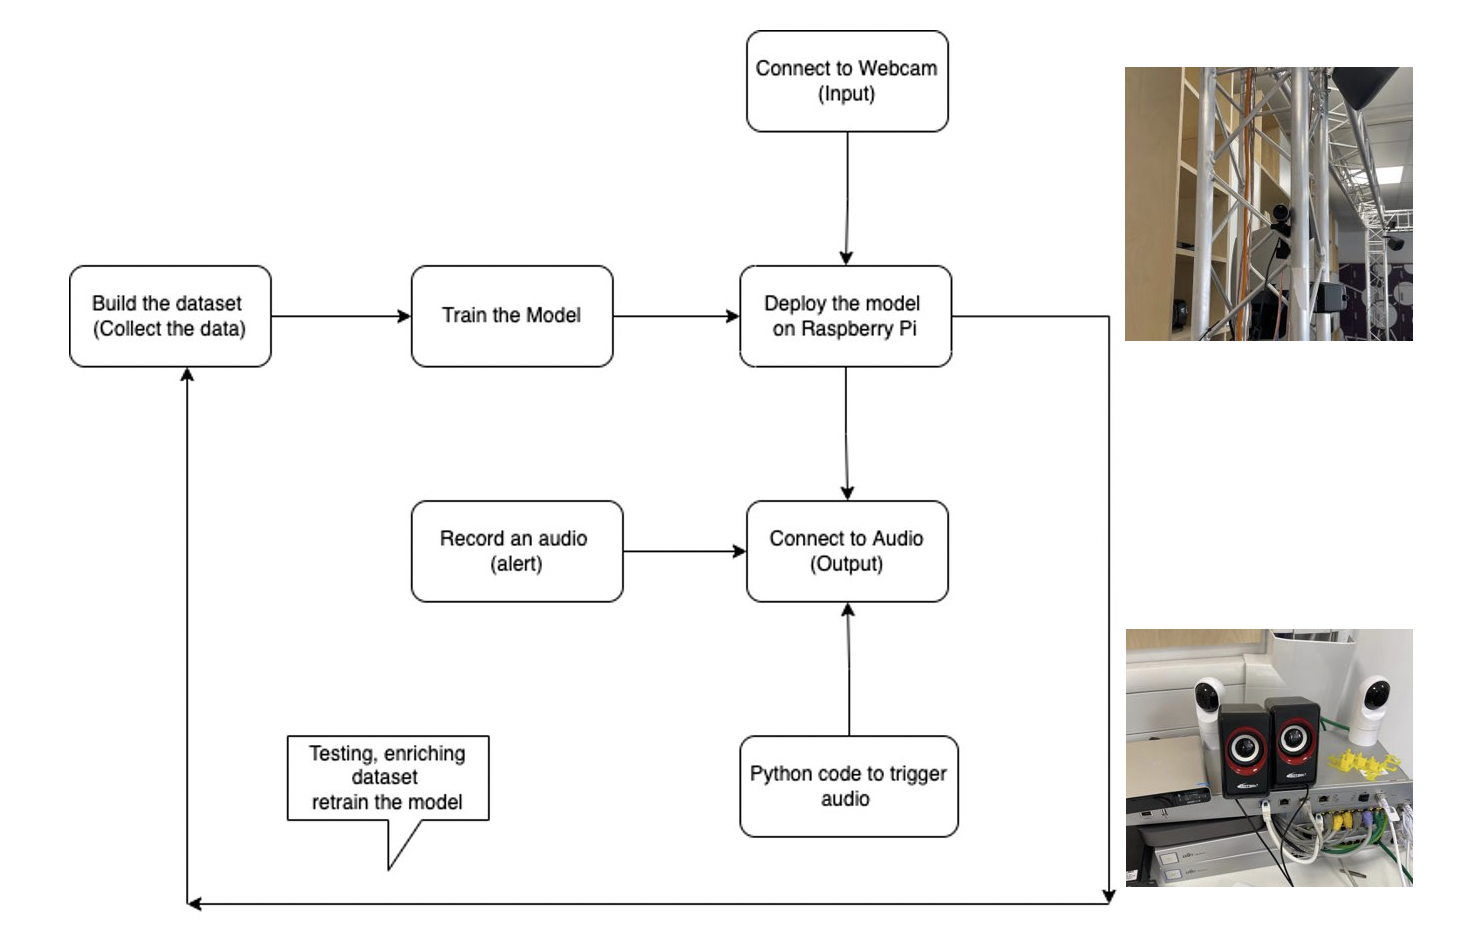 Connect to Webcam
(Input)
Build the dataset
(Collect the data)
Train the Model
Deploy the model
on Raspberry Pi
Record an audio
(alert)
Connect to Audio
(Output)
Testing, enriching
dataset
retrain the model
Python code to trigger
audio